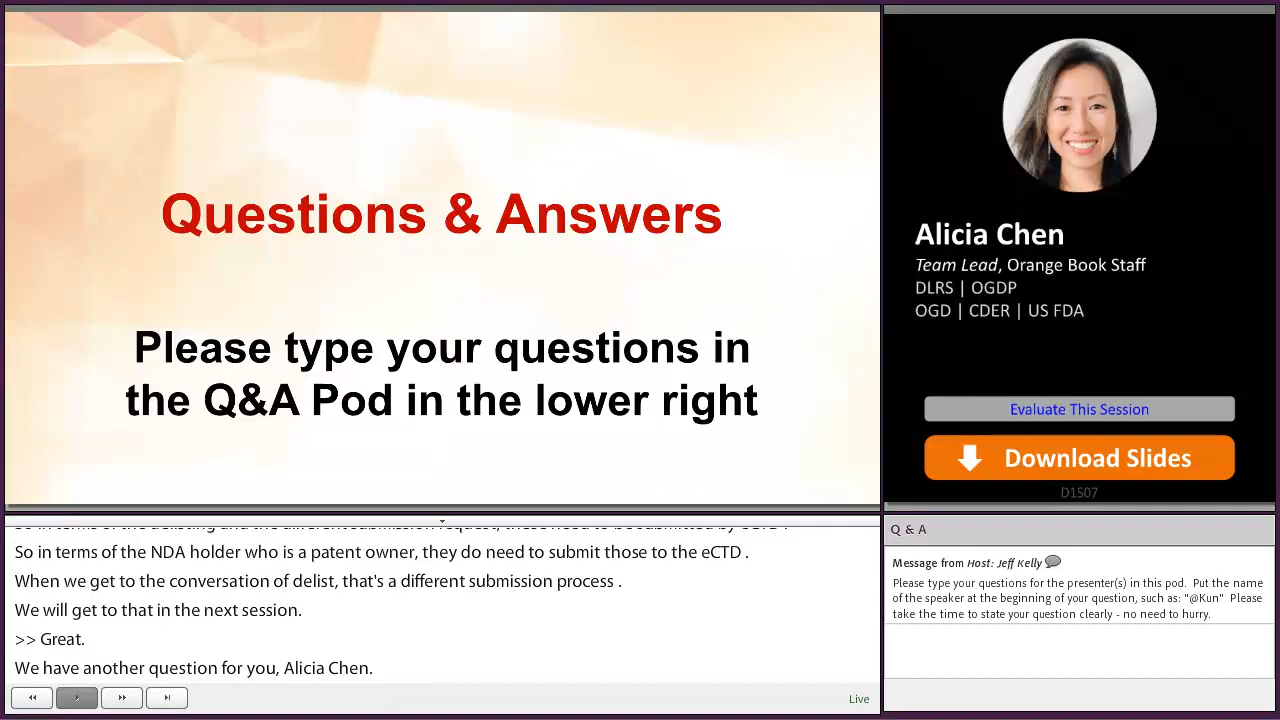 Questions & Answers
Please type your questions in
the Q&A Pod in the lower right
Alicia Chen
Team Lead, Orange Book Staff
DLRS | OGDP
OGD | CDER | US FDA
Evaluate This Session
Download Slides
D1507
So in terms of the NDA holder who is a patent owner, they do need to submit those to the eCTD .
When we get to the conversation of delist, that's a different submission process .
We will get to that in the next session.
>> Great.
We have another question for you, Alicia Chen.
Live
Q & A
Message from Host: Jeff Kelly
Please type your questions for the presenter(s) in this pod. Put the name
of the speaker at the beginning of your question, such as: "@Kun" Please
take the time to state your question clearly - no need to hurry.